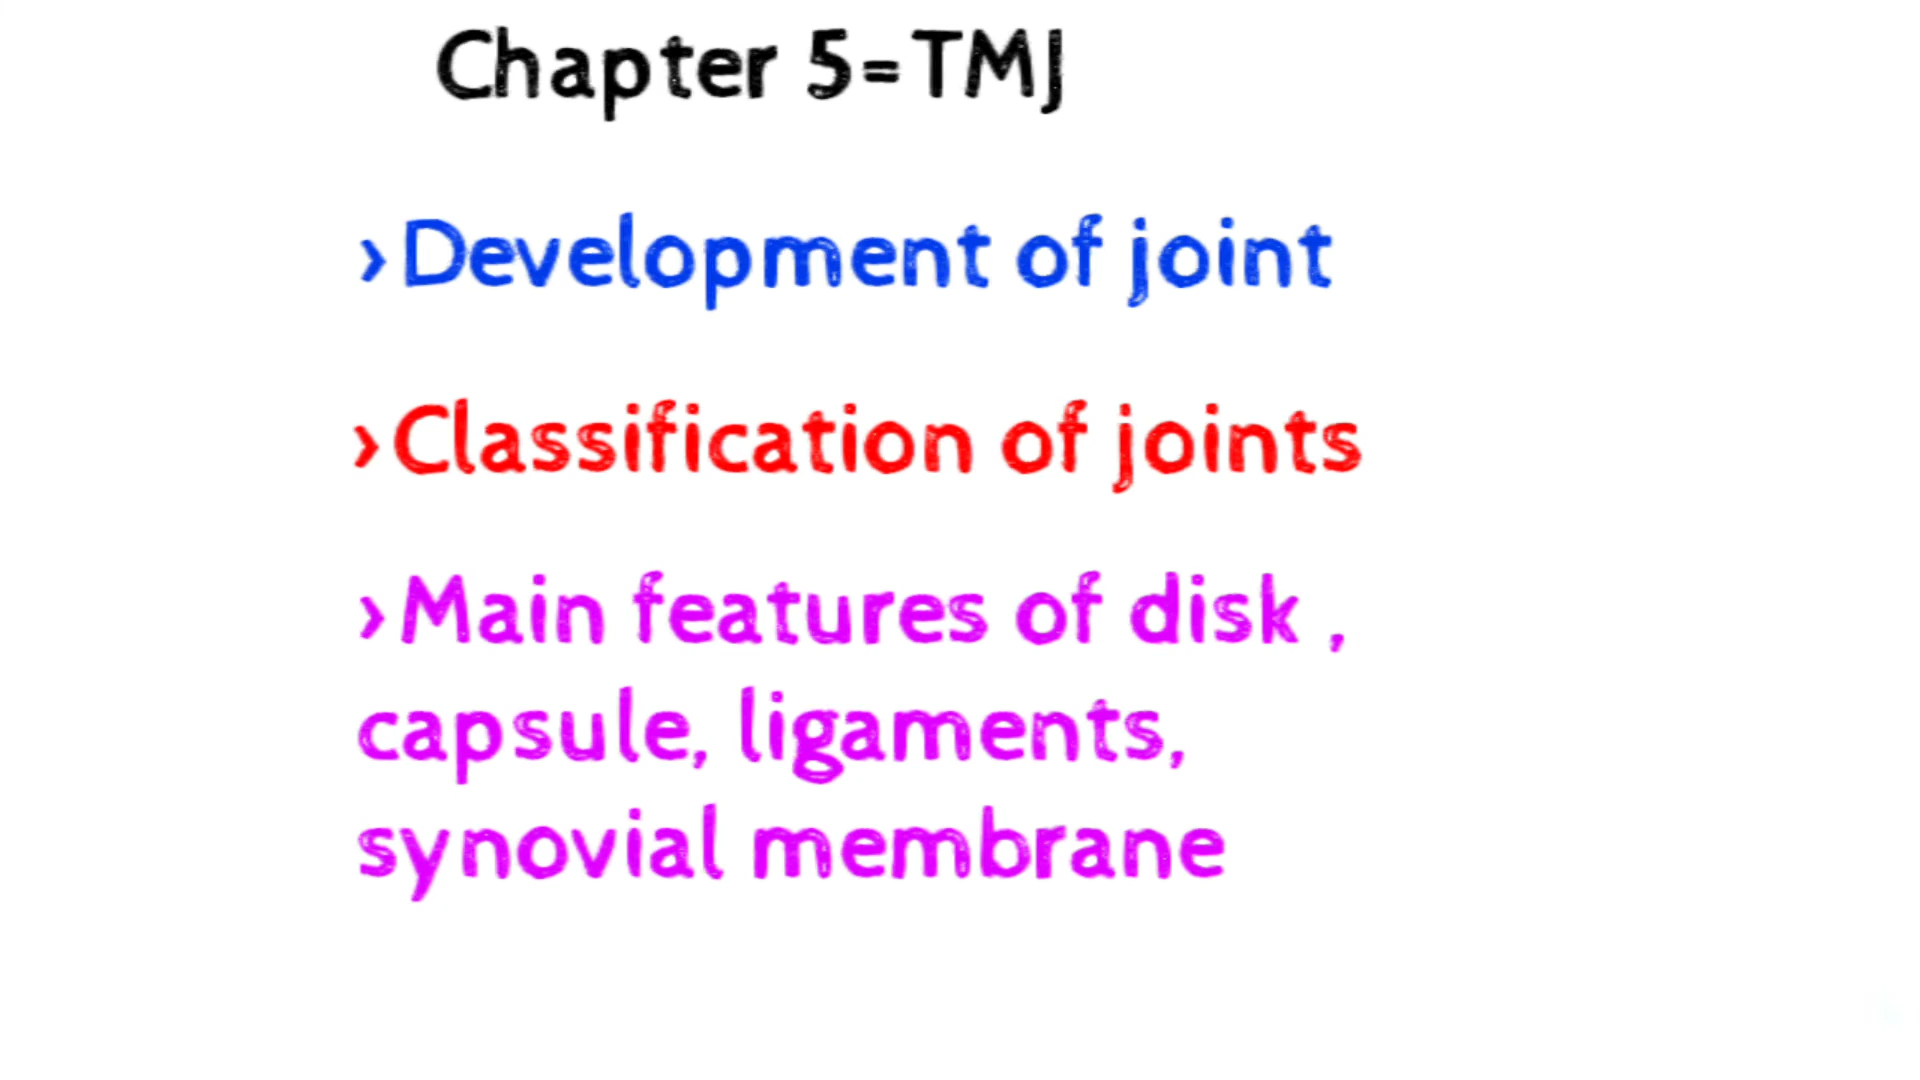 Chapter 5=TMJ
›Development of joint
›Classification of joints
›Main features of disk ,
capsule, ligaments,
synovial membrane